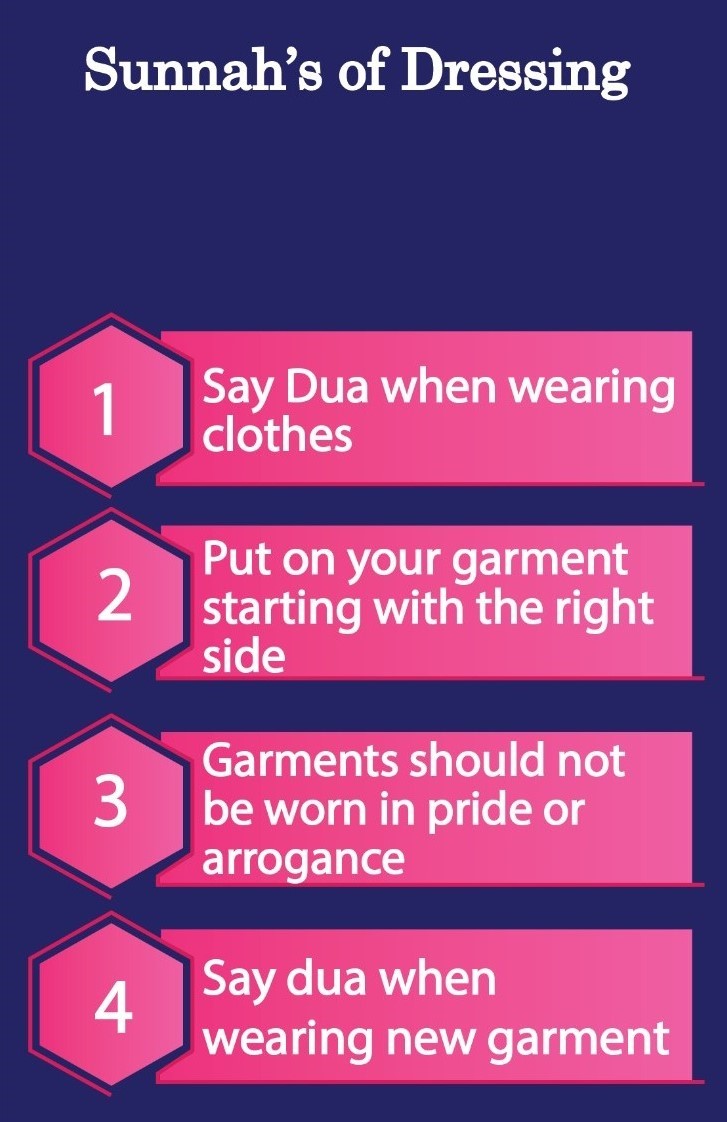 Sunnah's of Dressing
1
Say Dua when wearing
clothes
2
Put on your garment
starting with the right
side
3
Garments should not
be worn in pride or
arrogance
4
Say dua when
wearing new garment